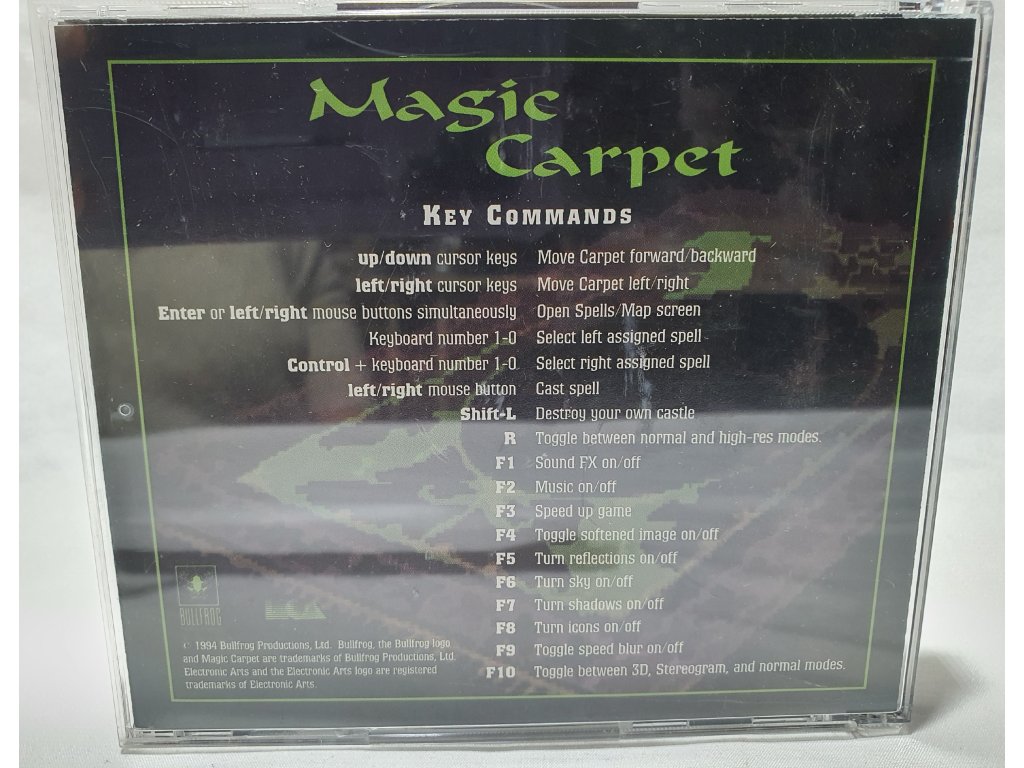 Magic
Carpet
KEY COMMANDS
up/down cursor keys Move Carpet forward/backward
left/right cursor keys Move Carpet left/right
Enter or left/right mouse buttons simultaneously Open Spells/Map screen
Keyboard number 1-0 Select left assigned spell
Control + keyboard number 1-0 Select right assigned spell
left/right mouse button Cast spell
Shift-L Destroy your own castle
R Toggle between normal and high-res modes.
F1 Sound FX on/off
F2 Music on/off
F3 Speed up game
F4 Toggle softened image on/off
F5 Turn reflections on/off
F6 Turn sky on/off
F7 Turn shadows on/off
F8 Turn icons on/off
F9 Toggle speed blur on/off
F10 Toggle between 3D, Stereogram, and normal modes.
BULLFROG
© 1994 Bullfrog Productions, Ltd. Bullfrog, the Bullfrog logo
and Magic Carpet are trademarks of Bullfrog Productions, Ltd.
Electronic Arts and the Electronic Arts logo are registered
trademarks of Electronic Arts.